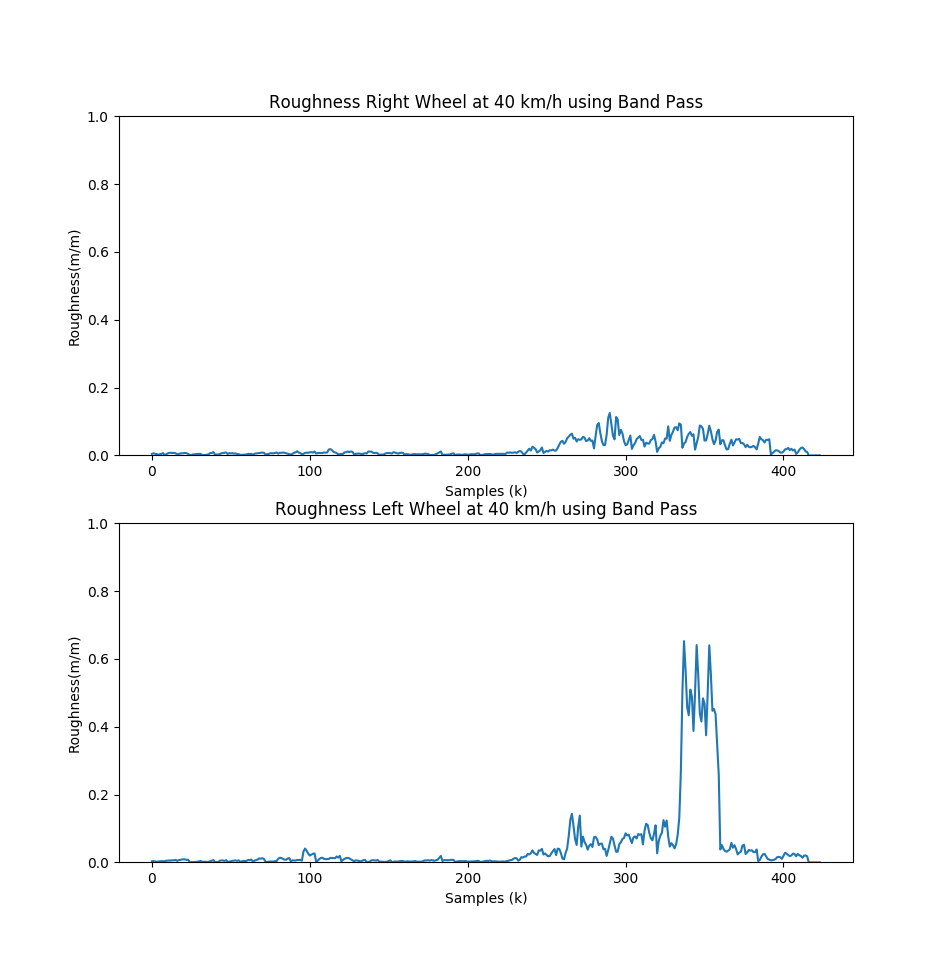 Roughness Right Wheel at 40 km/h using Band Pass
1.0
0.8
0.6
0.4
0.2
0.0
Roughness(m/m)
0 100 200 300 400
Samples (k)
Roughness Left Wheel at 40 km/h using Band Pass
1.0
0.8
0.6
0.4
0.2
0.0
Roughness(m/m)
0 100 200 300 400
Samples (k)